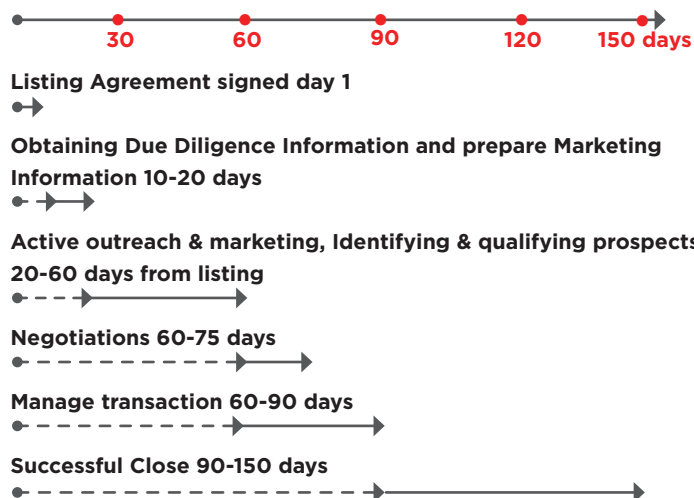 30 60 90 120 150 days
Listing Agreement signed day 1
Obtaining Due Diligence Information and prepare Marketing
Information 10-20 days
Active outreach & marketing, Identifying & qualifying prospects
20-60 days from listing
Negotiations 60-75 days
Manage transaction 60-90 days
Successful Close 90-150 days